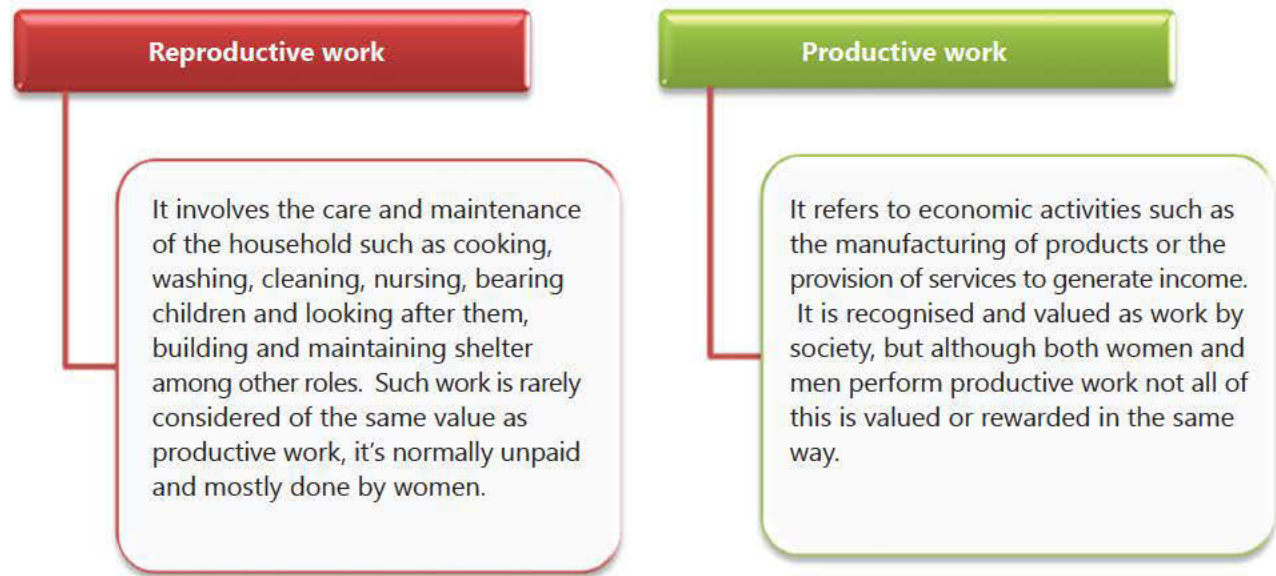 Reproductive work
It involves the care and maintenance
of the household such as cooking,
washing, cleaning, nursing, bearing
children and looking after them,
building and maintaining shelter
among other roles.  Such work is rarely
considered of the same value as
productive work, it's normally unpaid
and mostly done by women.
Productive work
It refers to economic activities such as
the manufacturing of products or the
provision of services to generate income.
It is recognised and valued as work by
society, but although both women and
men perform productive work not all of
this is valued or rewarded in the same
way.